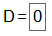 D = 0